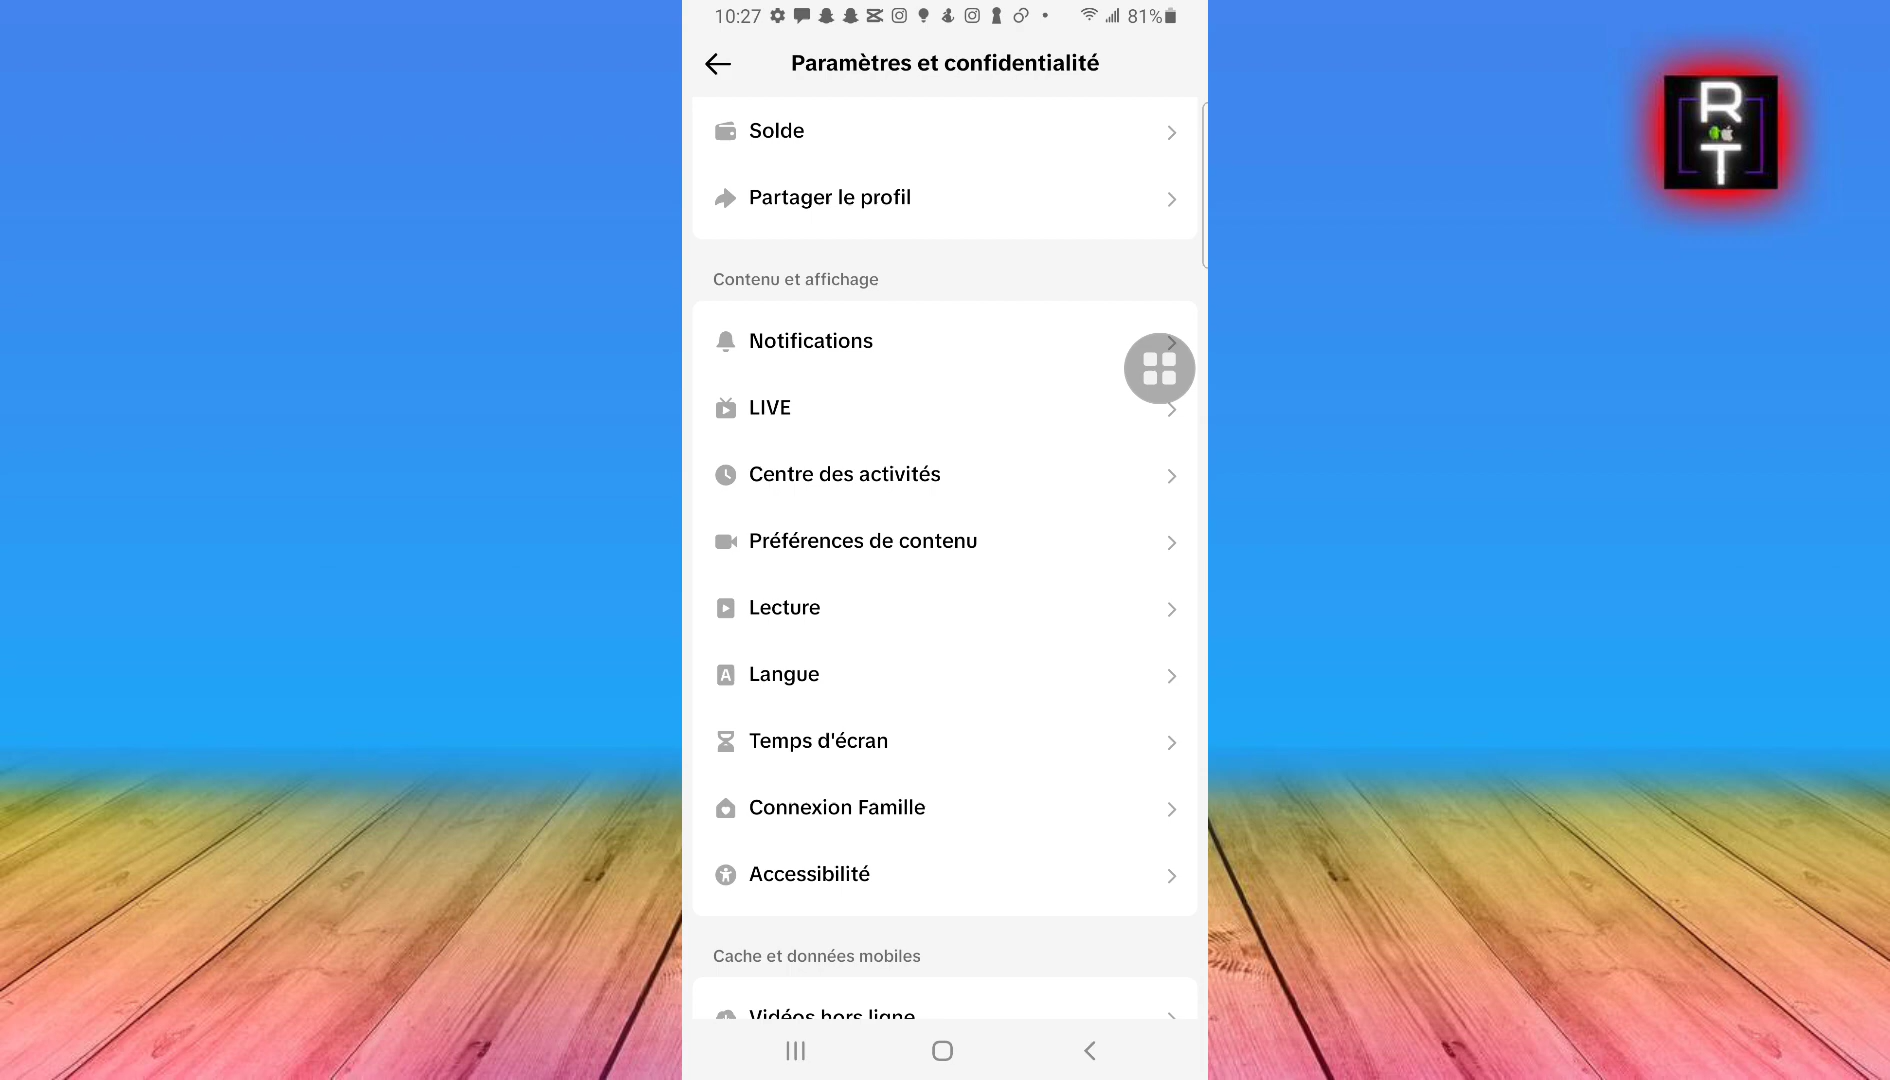 10:27 81%
Paramètres et confidentialité
Solde
Partager le profil
Contenu et affichage
Notifications
LIVE
Centre des activités
Préférences de contenu
Lecture
A Langue
Temps d'écran
Connexion Famille
Accessibilité
Cache et données mobiles
Vidéos hors ligne
R
T